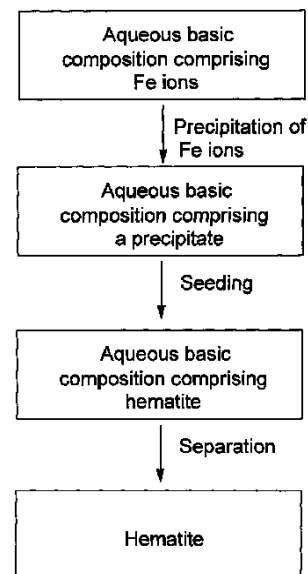 Aqueous basic
composition comprising
Fe ions
Precipitation of
Fe ions
Aqueous basic
composition comprising
a precipitate
Seeding
Aqueous basic
composition comprising
hematite
Separation
Hematite